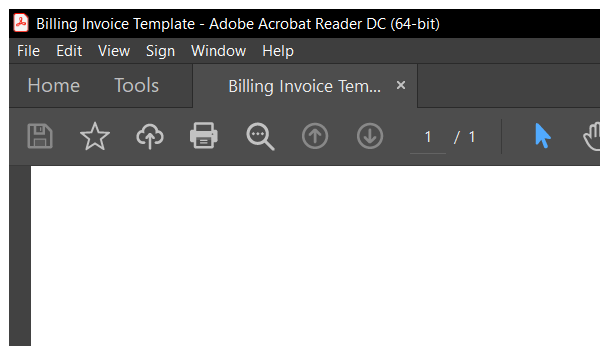 Billing Invoice Template - Adobe Acrobat Reader DC (64-bit)
File Edit View Sign Window Help
Home Tools Billing Invoice Tem... ×
1 / 1